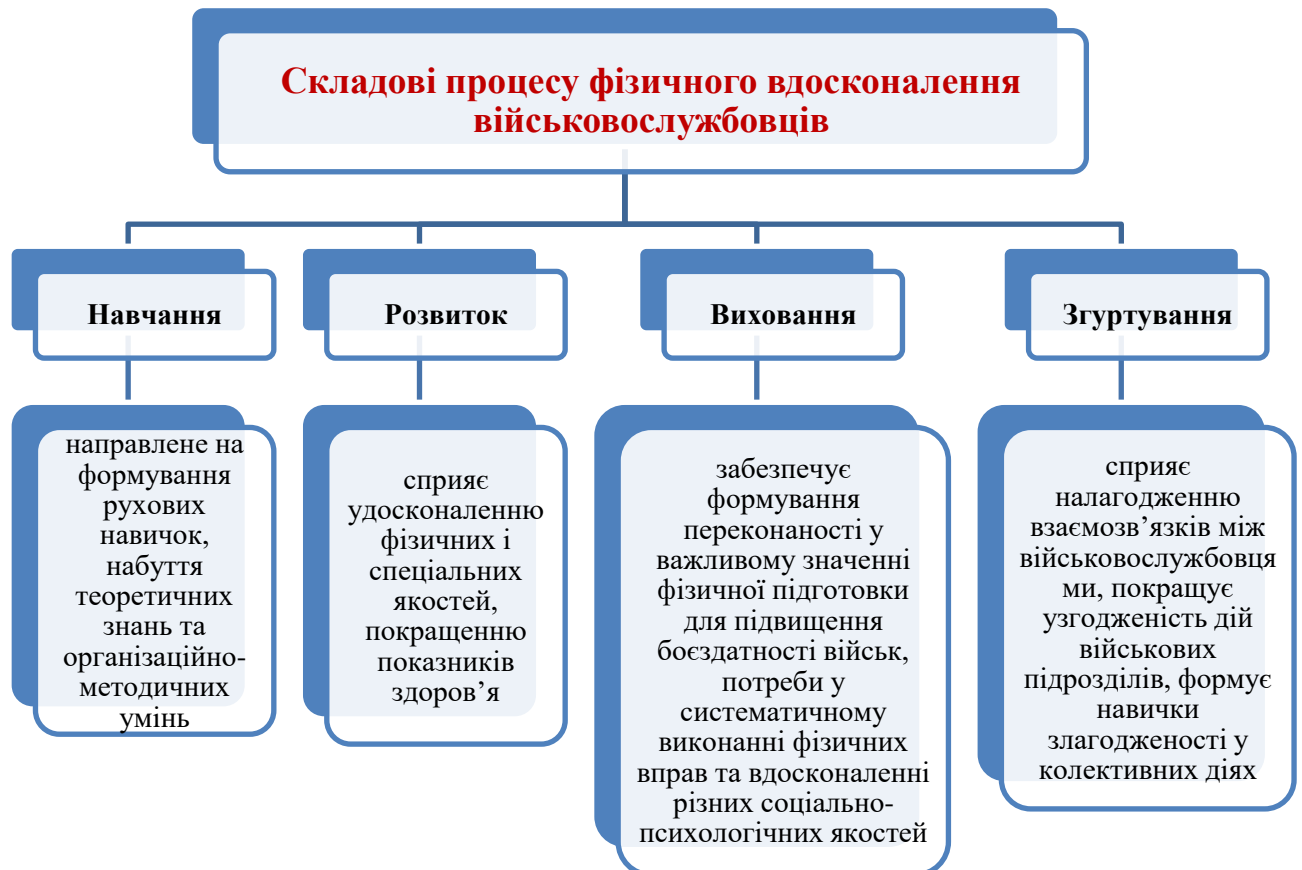 Складові процесу фізичного вдосконалення
військовослужбовців
Навчання
Розвиток
Виховання
Згуртування
направлене на
формування
рухових
навичок,
набуття
теоретичних
знань та
організаційно-
методичних
умінь
сприяє
удосконаленню
фізичних і
спеціальних
якостей,
покращенню
показників
здоров’я
забезпечує
формування
переконаності у
важливому значенні
фізичної підготовки
для підвищення
боєздатності військ,
потреби у
систематичному
виконанні фізичних
вправ та вдосконаленні
різних соціально-
психологічних якостей
сприяє
налагодженню
взаємозв’язків між
військовослужбовця
ми, покращує
узгодженість дій
військових
підрозділів, формує
навички
злагодженості у
колективних діях